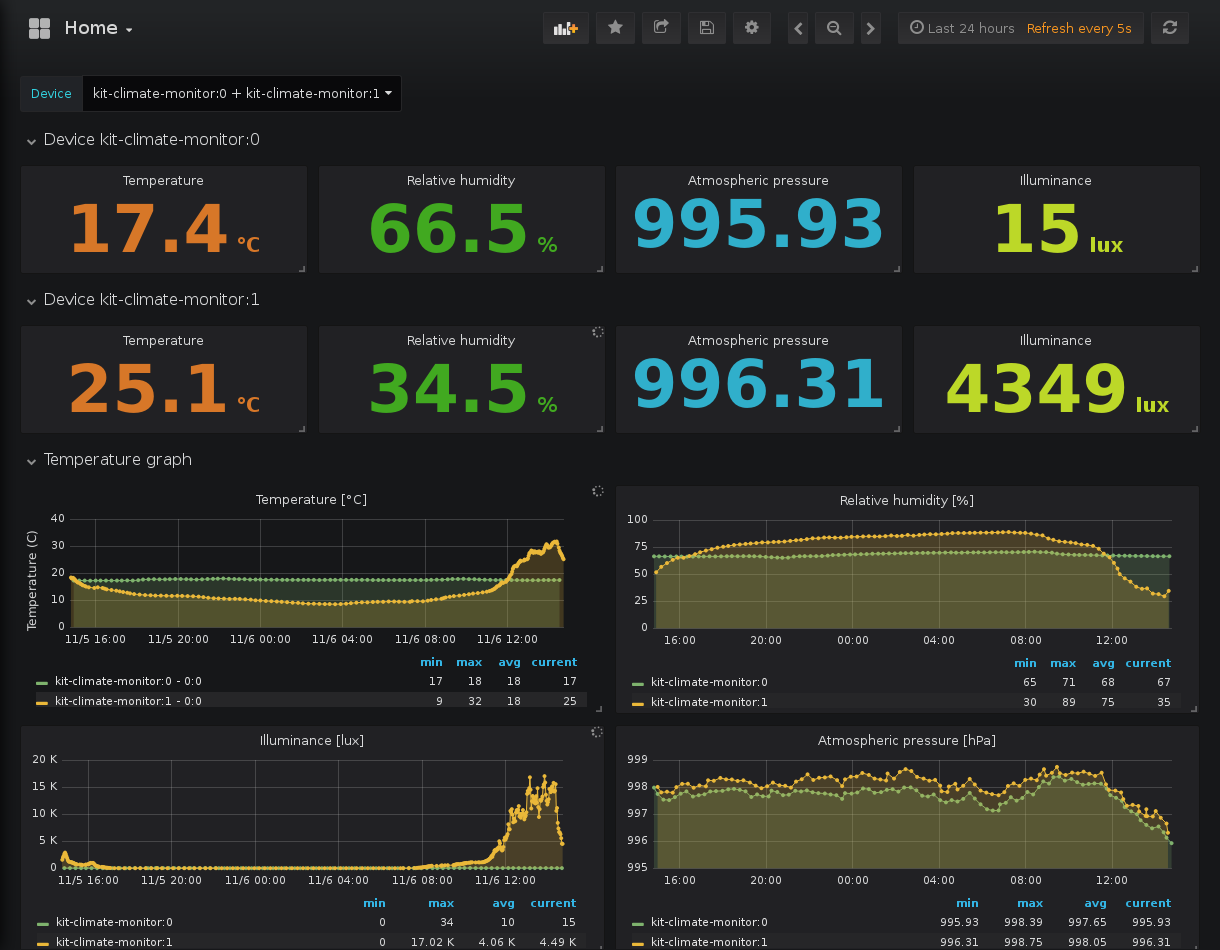 Home
Last 24 hours Refresh every 5s
Device kit-climate-monitor:0 + kit-climate-monitor:1
Device kit-climate-monitor:0
Temperature Relative humidity Atmospheric pressure Illuminance
17.4 °C 66.5 % 995.93 15 lux
Device kit-climate-monitor:1
Temperature Relative humidity Atmospheric pressure Illuminance
25.1 °C 34.5 % 996.31 4349 lux
Temperature graph
Temperature [°C]
Temperature (C)
40
30
20
10
0
11/5 16:00 11/5 20:00 11/6 00:00 11/6 04:00 11/6 08:00 11/6 12:00
min max avg current
kit-climate-monitor:0 - 0:0 17 18 18 17
kit-climate-monitor:1 - 0:0 9 32 18 25
Relative humidity [%]
100
75
50
25
0
16:00 20:00 00:00 04:00 08:00 12:00
min max avg current
kit-climate-monitor:0 65 71 68 67
kit-climate-monitor:1 30 89 75 35
Illuminance [lux]
20 K
15 K
10 K
5 K
0
11/5 16:00 11/5 20:00 11/6 00:00 11/6 04:00 11/6 08:00 11/6 12:00
min max avg current
kit-climate-monitor:0 0 34 10 15
kit-climate-monitor:1 0 17.02 K 4.06 K 4.49 K
Atmospheric pressure [hPa]
999
998
997
996
995
16:00 20:00 00:00 04:00 08:00 12:00
min max avg current
kit-climate-monitor:0 995.93 998.39 997.65 995.93
kit-climate-monitor:1 996.31 998.75 998.05 996.31